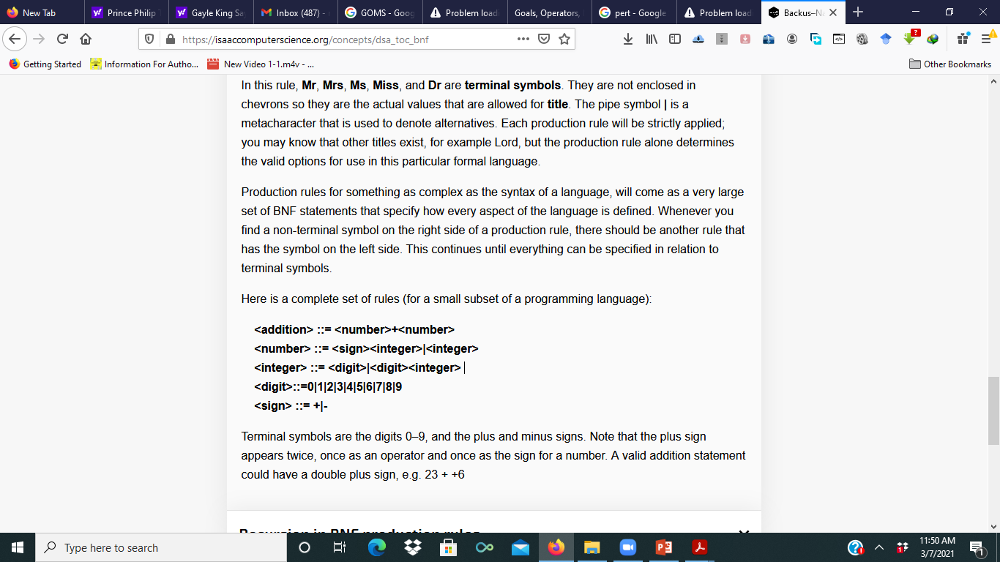 New Tab
Prince Philip
Gayle King Sa
Inbox (487) -
GOMS - Goog
Problem load
Goals, Operators,
pert - Google
Problem load
Backus–Na
https://isaaccomputerscience.org/concepts/dsa_toc_bnf
Getting Started
Information For Autho...
New Video 1-1.m4v - ...
Other Bookmarks
In this rule, Mr, Mrs, Ms, Miss, and Dr are terminal symbols. They are not enclosed in
chevrons so they are the actual values that are allowed for title. The pipe symbol | is a
metacharacter that is used to denote alternatives. Each production rule will be strictly applied;
you may know that other titles exist, for example Lord, but the production rule alone determines
the valid options for use in this particular formal language.
Production rules for something as complex as the syntax of a language, will come as a very large
set of BNF statements that specify how every aspect of the language is defined. Whenever you
find a non-terminal symbol on the right side of a production rule, there should be another rule that
has the symbol on the left side. This continues until everything can be specified in relation to
terminal symbols.
Here is a complete set of rules (for a small subset of a programming language):
<addition> ::= <number>+<number>
<number> ::= <sign><integer>|<integer>
<integer> ::= <digit>|<digit><integer>|
<digit>::=0|1|2|3|4|5|6|7|8|9
<sign> ::= +|-
Terminal symbols are the digits 0–9, and the plus and minus signs. Note that the plus sign
appears twice, once as an operator and once as the sign for a number. A valid addition statement
could have a double plus sign, e.g. 23 + +6
Recursion in BNF production rules
Type here to search
11:50 AM
3/7/2021